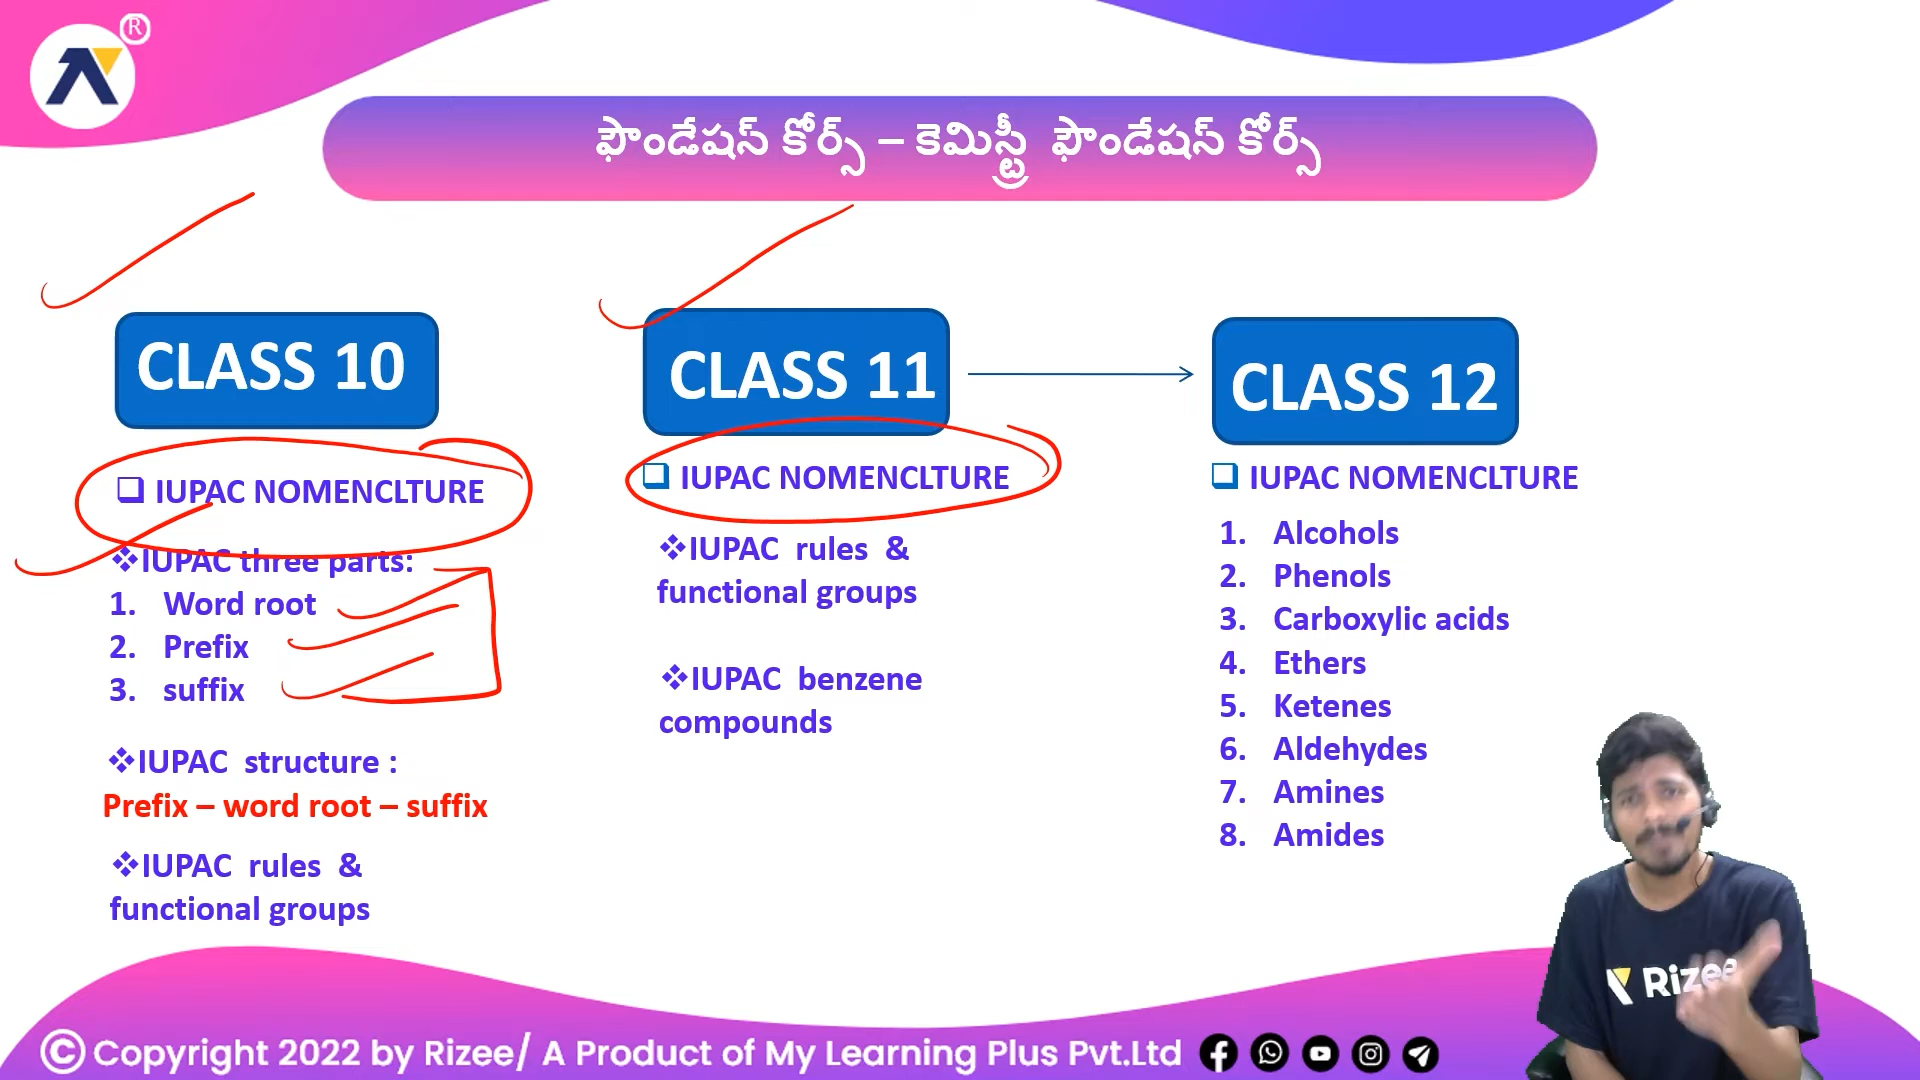 ®
ఫౌండేషన్ కోర్స్ – కెమిస్ట్రీ ఫౌండేషన్ కోర్స్
CLASS 10
IUPAC NOMENCLTURE
IUPAC three parts:
1. Word root
2. Prefix
3. suffix
IUPAC structure :
Prefix – word root – suffix
IUPAC rules &
functional groups
CLASS 11
IUPAC NOMENCLTURE
IUPAC rules &
functional groups
IUPAC benzene
compounds
CLASS 12
IUPAC NOMENCLTURE
1. Alcohols
2. Phenols
3. Carboxylic acids
4. Ethers
5. Ketenes
6. Aldehydes
7. Amines
8. Amides
Rizee
© Copyright 2022 by Rizee/ A Product of My Learning Plus Pvt.Ltd